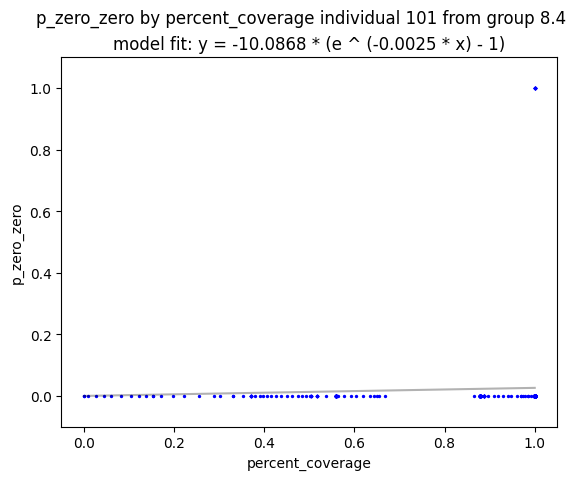 p_zero_zero by percent_coverage individual 101 from group 8.4
model fit: y = -10.0868 * (e ^ (-0.0025 * x) - 1)
1.0
0.8
0.6
0.4
0.2
0.0
p_zero_zero
0.0 0.2 0.4 0.6 0.8 1.0
percent_coverage